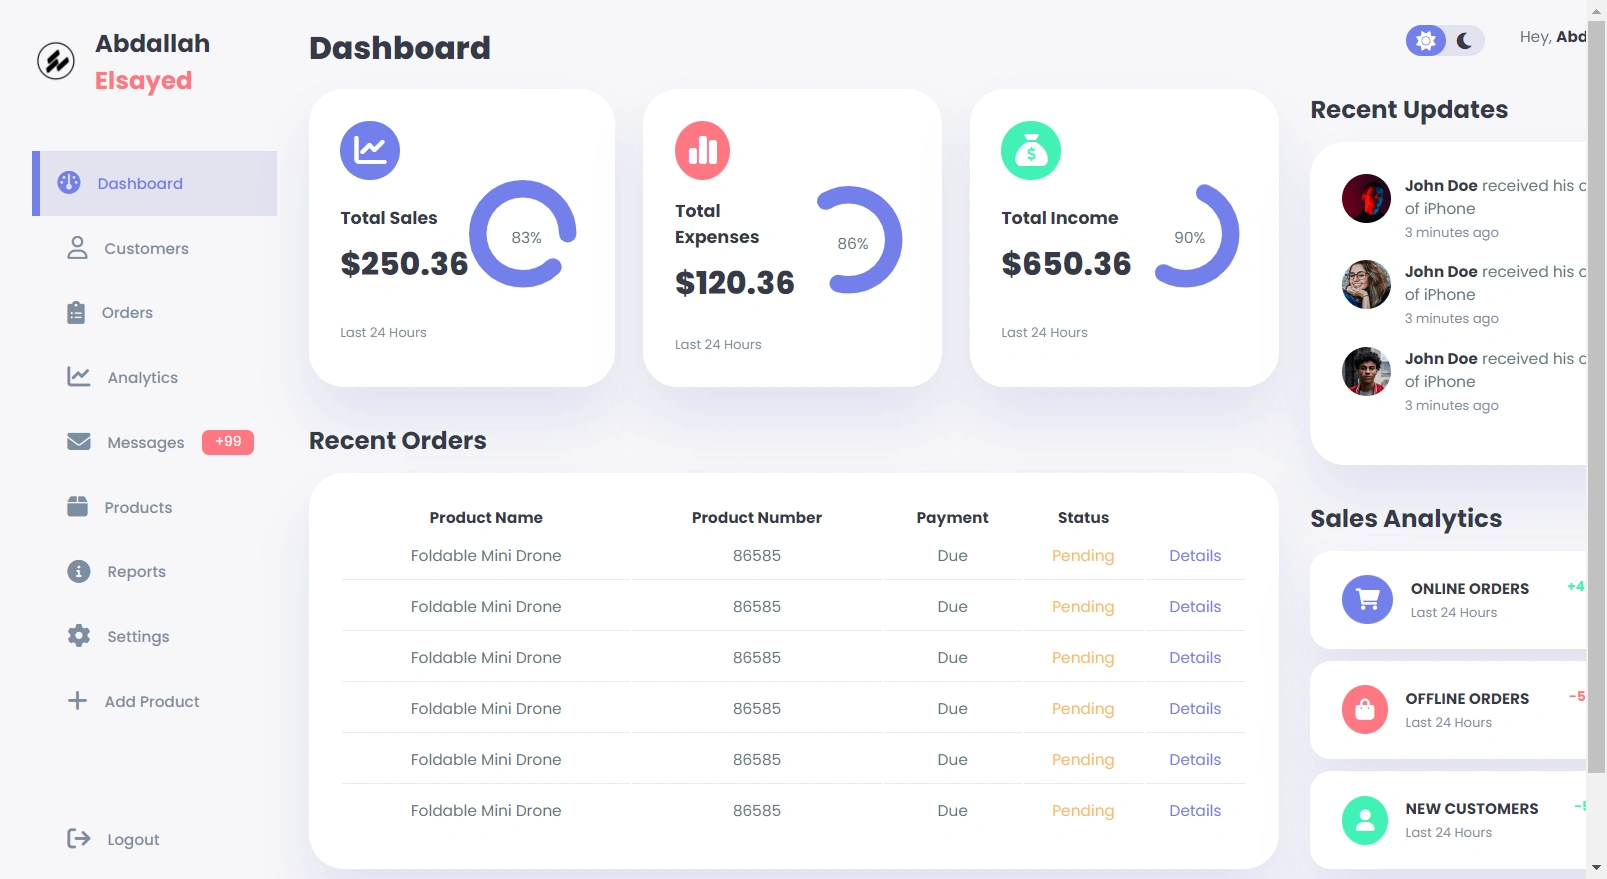 Abdallah
Elsayed
Dashboard
Customers
Orders
Analytics
Messages +99
Products
Reports
Settings
Add Product
Logout
Dashboard
Total Sales
$250.36
83%
Last 24 Hours
Total
Expenses
$120.36
86%
Last 24 Hours
Total Income
$650.36
90%
Last 24 Hours
Recent Orders
Product Name Product Number Payment Status
Foldable Mini Drone 86585 Due Pending Details
Foldable Mini Drone 86585 Due Pending Details
Foldable Mini Drone 86585 Due Pending Details
Foldable Mini Drone 86585 Due Pending Details
Foldable Mini Drone 86585 Due Pending Details
Foldable Mini Drone 86585 Due Pending Details
Hey, Abd
Recent Updates
John Doe received his
of iPhone
3 minutes ago
John Doe received his
of iPhone
3 minutes ago
John Doe received his
of iPhone
3 minutes ago
Sales Analytics
ONLINE ORDERS +4
Last 24 Hours
OFFLINE ORDERS -5
Last 24 Hours
NEW CUSTOMERS
Last 24 Hours